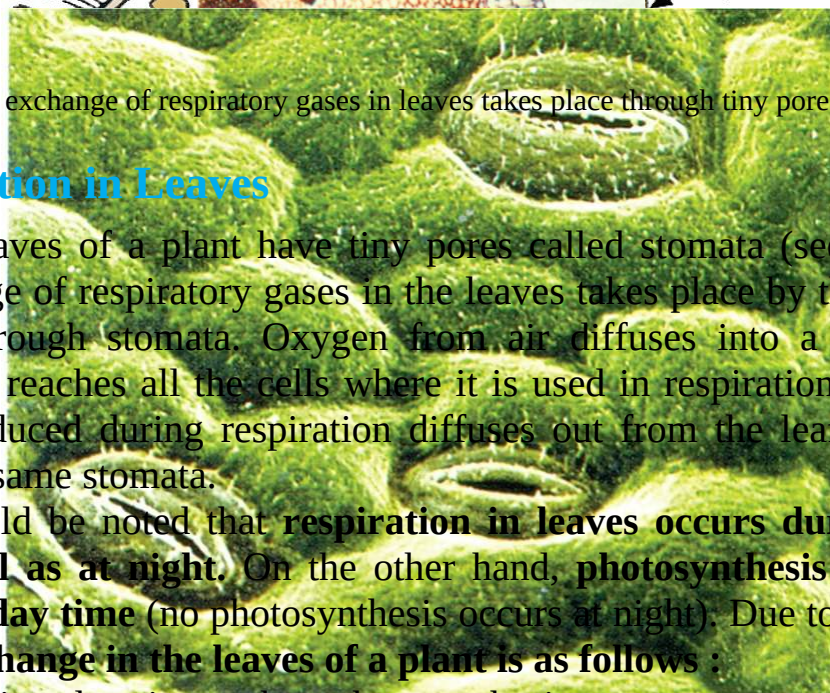 exchange of respiratory gases in leaves takes place through tiny pore
tion in Leaves
aves of a plant have tiny pores called stomata (see
ge of respiratory gases in the leaves takes place by t
rough stomata. Oxygen from air diffuses into a
reaches all the cells where it is used in respiration
duced during respiration diffuses out from the lea
same stomata.
ld be noted that respiration in leaves occurs du
l as at night. On the other hand, photosynthesis
day time (no photosynthesis occurs at night). Due to
hange in the leaves of a plant is as follows :